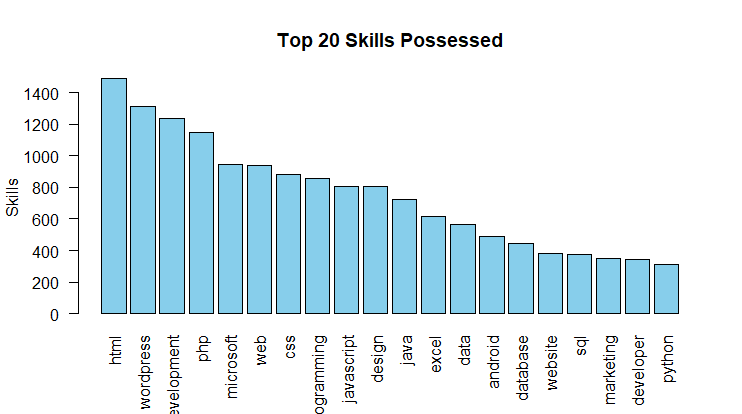 Top 20 Skills Possessed
Skills
1400
1200
1000
800
600
400
200
0
html
wordpress
evelopment
php
microsoft
web
css
ogramming
javascript
design
java
excel
data
android
database
website
sql
marketing
developer
python